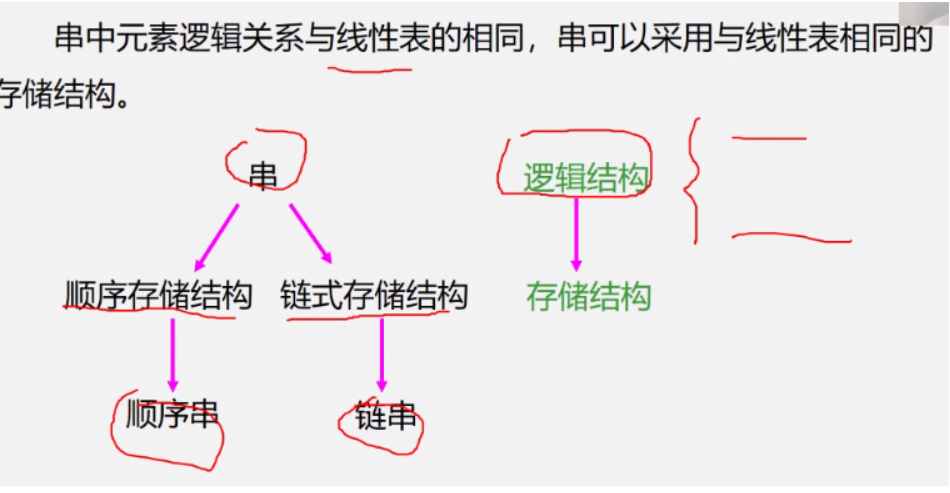 串中元素逻辑关系与线性表的相同，串可以采用与线性表相同的
存储结构。
串
逻辑结构
顺序存储结构
链式存储结构
存储结构
顺序串
链串